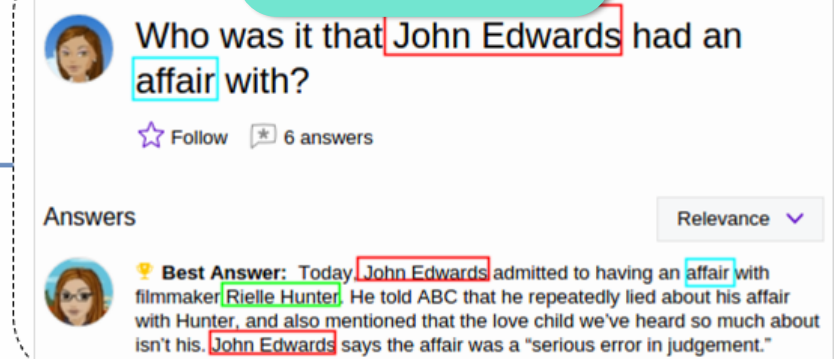 Who was it that John Edwards had an
affair with?
Follow 6 answers
Answers
Relevance
Best Answer: Today, John Edwards admitted to having an affair with
filmmaker Rielle Hunter. He told ABC that he repeatedly lied about his affair
with Hunter, and also mentioned that the love child we've heard so much about
isn't his. John Edwards says the affair was a “serious error in judgement.”